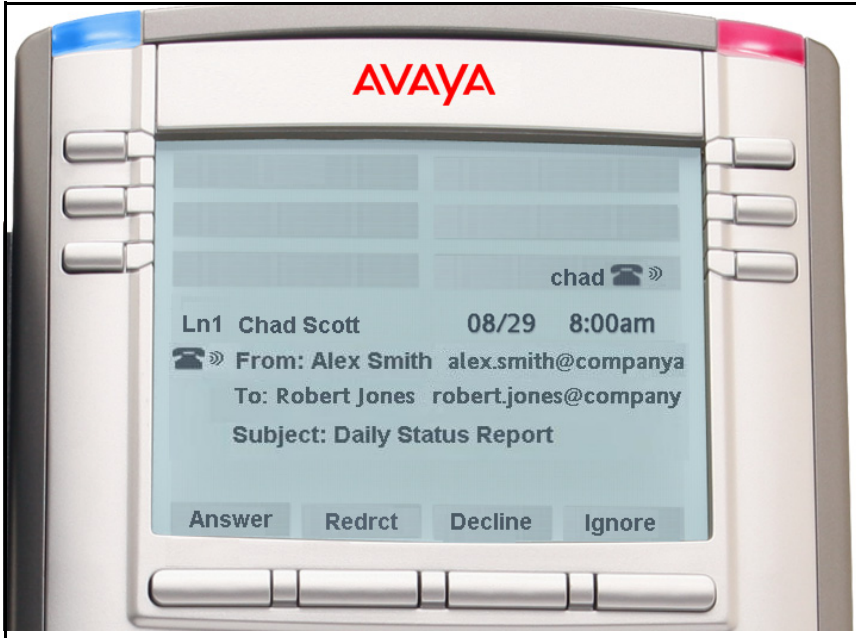 AVAYA
chad
Ln1 Chad Scott 08/29 8:00am
From: Alex Smith alex.smith@companya
To: Robert Jones robert.jones@company
Subject: Daily Status Report
Answer Redrct Decline Ignore